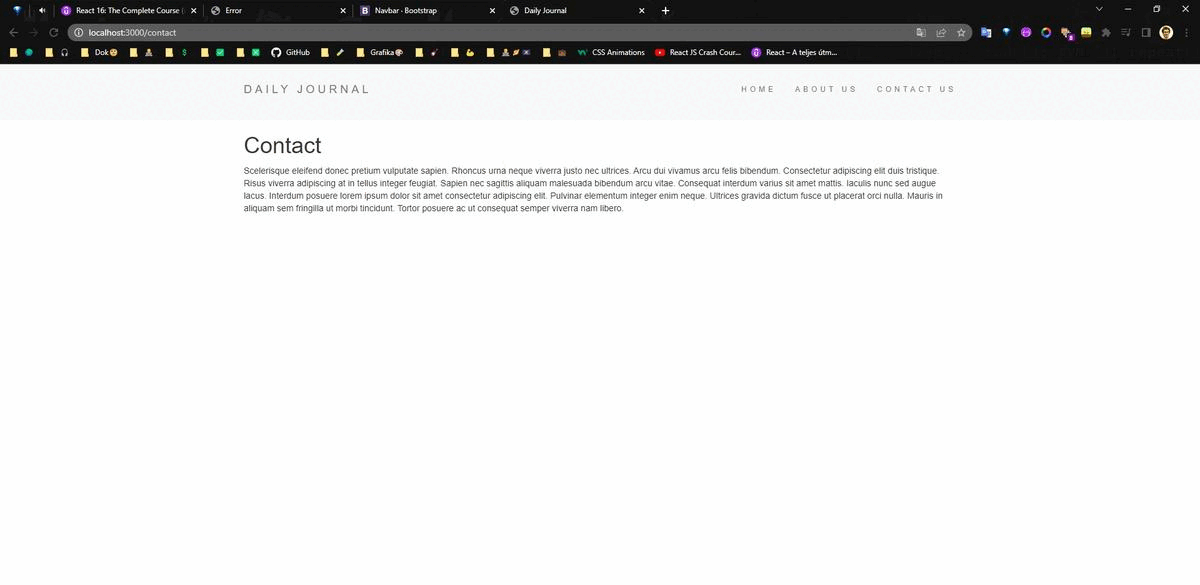 React 16: The Complete Course (
Error
Navbar · Bootstrap
Daily Journal
localhost:3000/contact
Dok
GitHub
Grafika
CSS Animations
React JS Crash Cour...
React – A teljes útm...
DAILY JOURNAL
HOME ABOUT US CONTACT US
Contact
Scelerisque eleifend donec pretium vulputate sapien. Rhoncus urna neque viverra justo nec ultrices. Arcu dui vivamus arcu felis bibendum. Consectetur adipiscing elit duis tristique.
Risus viverra adipiscing at in tellus integer feugiat. Sapien nec sagittis aliquam malesuada bibendum arcu vitae. Consequat interdum varius sit amet mattis. Iaculis nunc sed augue
lacus. Interdum posuere lorem ipsum dolor sit amet consectetur adipiscing elit. Pulvinar elementum integer enim neque. Ultrices gravida dictum fusce ut placerat orci nulla. Mauris in
aliquam sem fringilla ut morbi tincidunt. Tortor posuere ac ut consequat semper viverra nam libero.